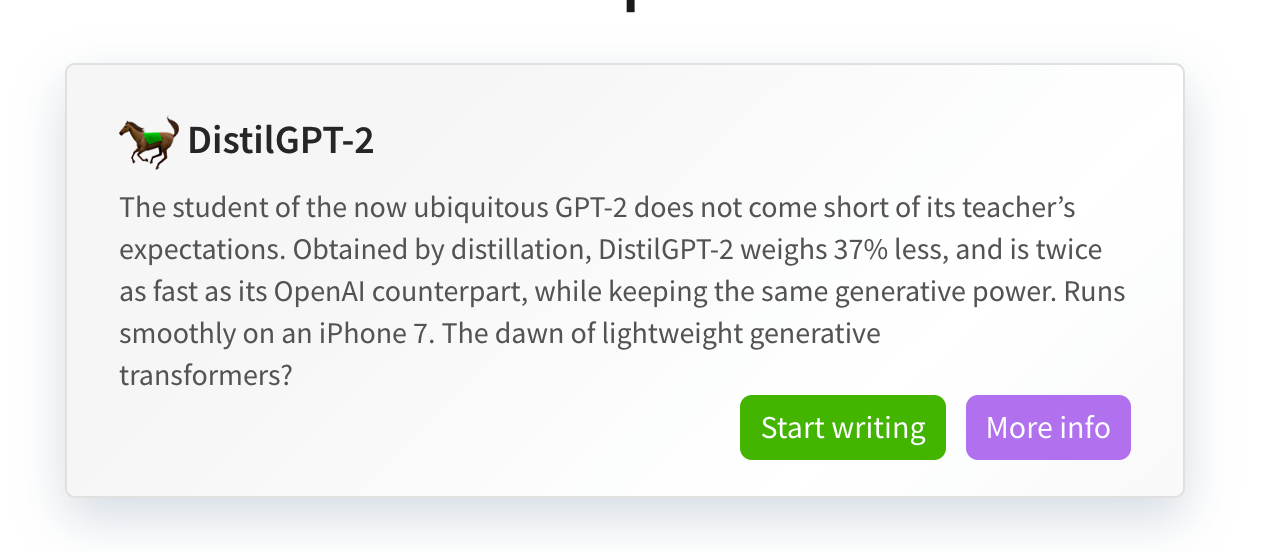 DistilGPT-2
The student of the now ubiquitous GPT-2 does not come short of its teacher’s
expectations. Obtained by distillation, DistilGPT-2 weighs 37% less, and is twice
as fast as its OpenAI counterpart, while keeping the same generative power. Runs
smoothly on an iPhone 7. The dawn of lightweight generative
transformers?
Start writing
More info